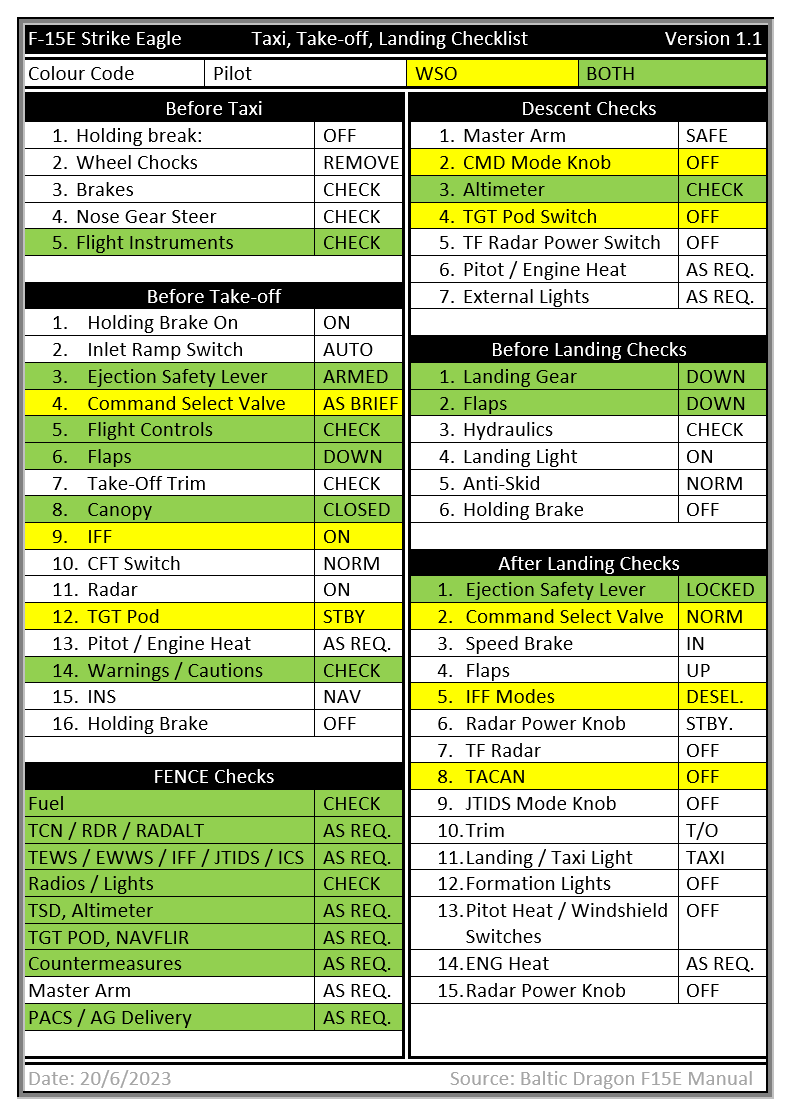 F-15E Strike Eagle Taxi, Take-off, Landing Checklist Version 1.1
Colour Code Pilot WSO BOTH
Before Taxi
1. Holding break: OFF
2. Wheel Chocks REMOVE
3. Brakes CHECK
4. Nose Gear Steer CHECK
5. Flight Instruments CHECK
Before Take-off
1. Holding Brake On ON
2. Inlet Ramp Switch AUTO
3. Ejection Safety Lever ARMED
4. Command Select Valve AS BRIEF
5. Flight Controls CHECK
6. Flaps DOWN
7. Take-Off Trim CHECK
8. Canopy CLOSED
9. IFF ON
10. CFT Switch NORM
11. Radar ON
12. TGT Pod STBY
13. Pitot / Engine Heat AS REQ.
14. Warnings / Cautions CHECK
15. INS NAV
16. Holding Brake OFF
FENCE Checks
Fuel CHECK
TCN / RDR / RADALT AS REQ.
TEWS / EWWS / IFF / JTIDS / ICS AS REQ.
Radios / Lights CHECK
TSD, Altimeter AS REQ.
TGT POD, NAVFLIR AS REQ.
Countermeasures AS REQ.
Master Arm AS REQ.
PACS / AG Delivery AS REQ.
Descent Checks
1. Master Arm SAFE
2. CMD Mode Knob OFF
3. Altimeter CHECK
4. TGT Pod Switch OFF
5. TF Radar Power Switch OFF
6. Pitot / Engine Heat AS REQ.
7. External Lights AS REQ.
Before Landing Checks
1. Landing Gear DOWN
2. Flaps DOWN
3. Hydraulics CHECK
4. Landing Light ON
5. Anti-Skid NORM
6. Holding Brake OFF
After Landing Checks
1. Ejection Safety Lever LOCKED
2. Command Select Valve NORM
3. Speed Brake IN
4. Flaps UP
5. IFF Modes DESEL.
6. Radar Power Knob STBY.
7. TF Radar OFF
8. TACAN OFF
9. JTIDS Mode Knob OFF
10. Trim T/O
11. Landing / Taxi Light TAXI
12. Formation Lights OFF
13. Pitot Heat / Windshield OFF
Switches
14. ENG Heat AS REQ.
15. Radar Power Knob OFF
Date: 20/6/2023 Source: Baltic Dragon F15E Manual